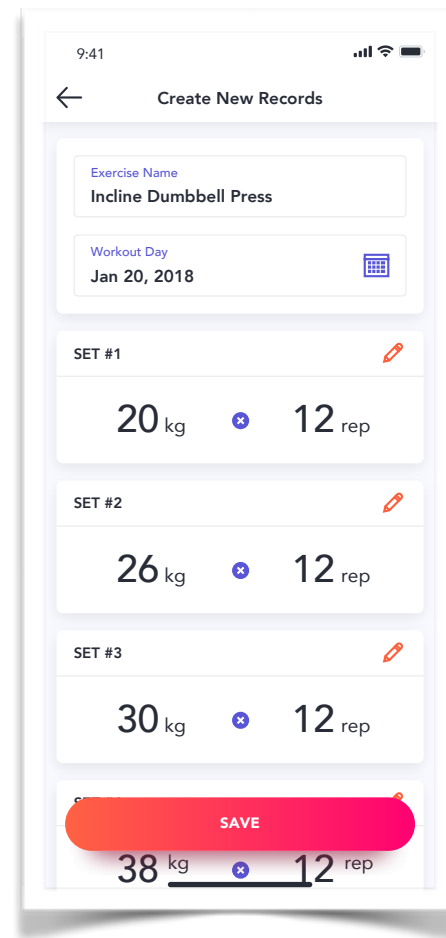 9:41
Create New Records
Exercise Name
Incline Dumbbell Press
Workout Day
Jan 20, 2018
SET #1
20 kg 12 rep
SET #2
26 kg 12 rep
SET #3
30 kg 12 rep
SAVE
38 kg 12 rep